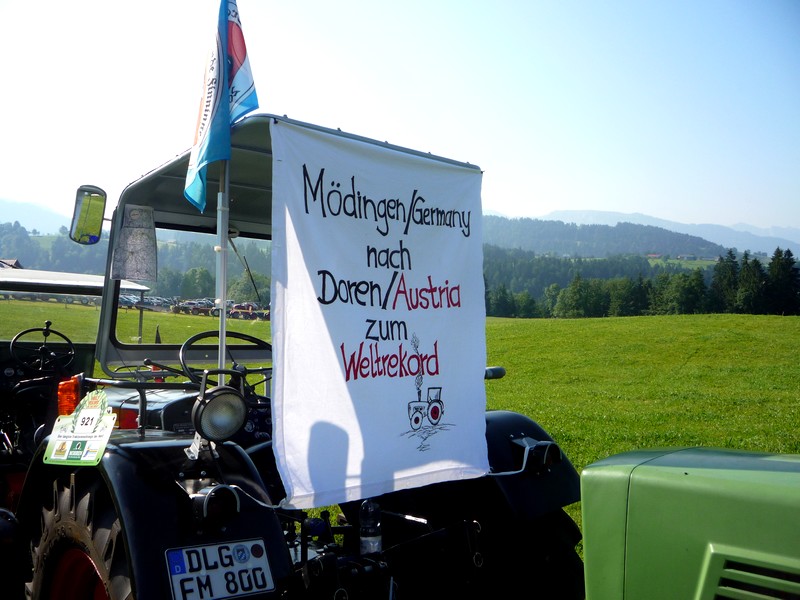 Mödingen/Germany
nach
Doren/Austria
zum
Weltrekord
921
D
DLG
FM 800